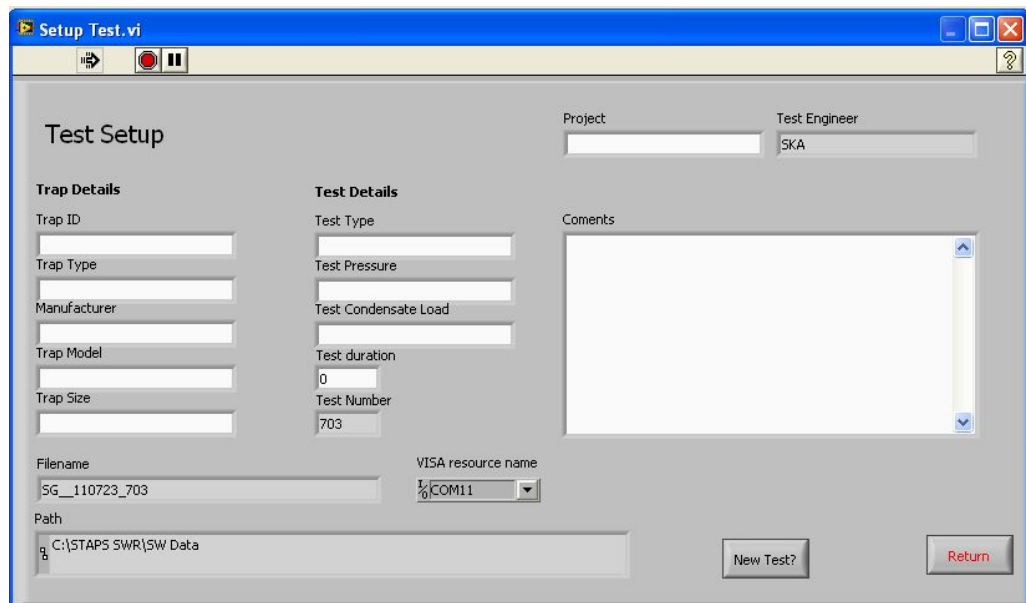 Setup Test.vi
Test Setup
Project
Test Engineer
SKA
Trap Details
Test Details
Trap ID
Test Type
Coments
Trap Type
Test Pressure
Manufacturer
Test Condensate Load
Trap Model
Test duration
0
Trap Size
Test Number
703
Filename
VISA resource name
SG__110723_703
I/O COM11
Path
C:\STAPS SWR\SW Data
New Test?
Return